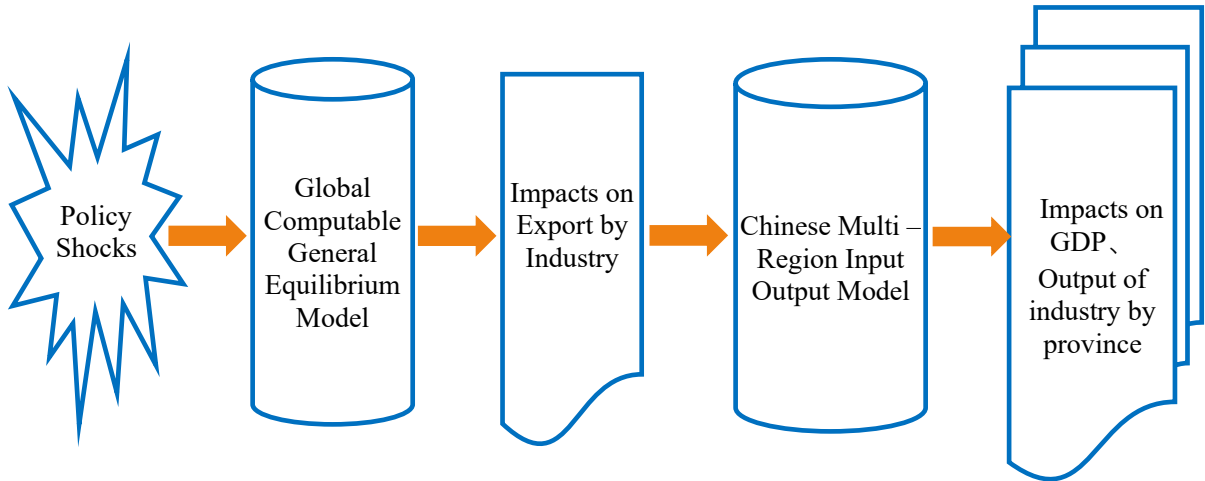 Policy
Shocks
Global
Computable
General
Equilibrium
Model
Impacts on
Export by
Industry
Chinese Multi –
Region Input
Output Model
Impacts on
GDP、
Output of
industry by
province